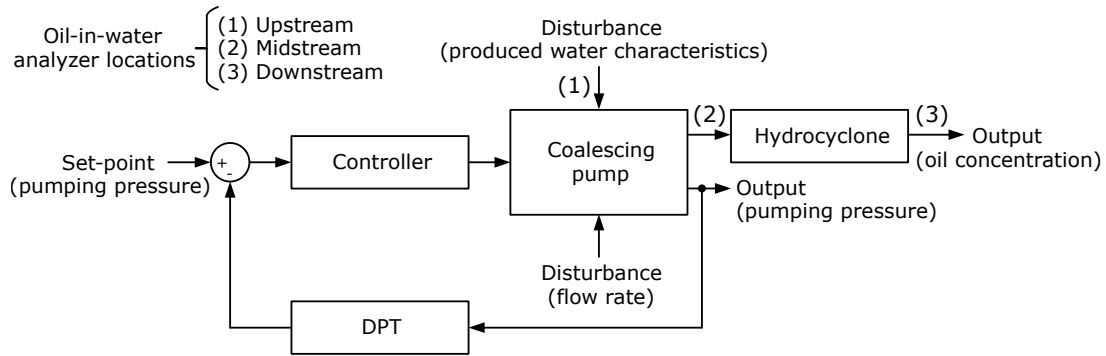 Oil-in-water
analyzer locations
(1) Upstream
(2) Midstream
(3) Downstream
Disturbance
(produced water characteristics)
(1)
(2)
(3)
Set-point
(pumping pressure)
+
-
Controller
Coalescing
pump
Hydrocyclone
Output
(oil concentration)
Output
(pumping pressure)
Disturbance
(flow rate)
DPT